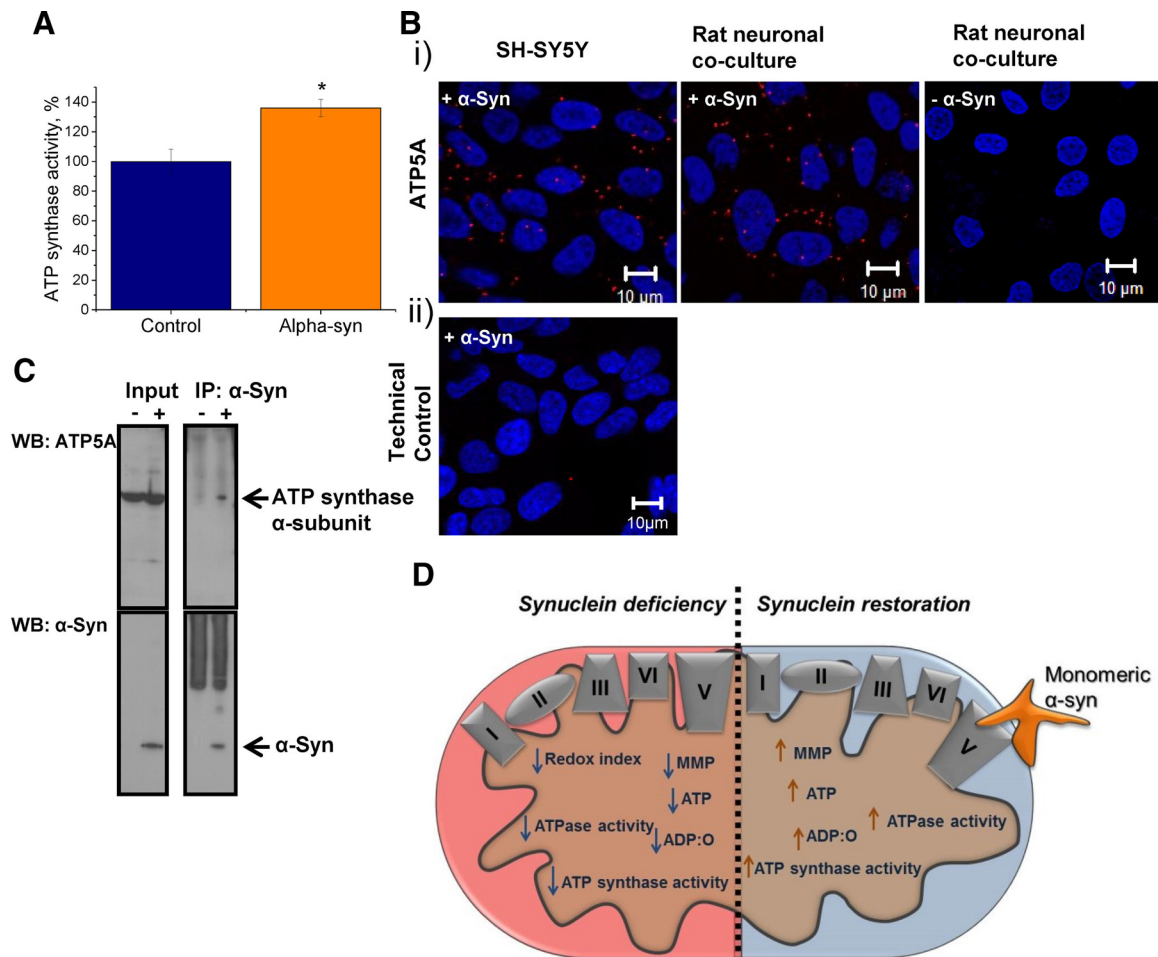 A
ATP synthase activity, %
140
120
100
80
60
40
20
0
*
Control
Alpha-syn
B
i)
SH-SY5Y
Rat neuronal
co-culture
Rat neuronal
co-culture
ATP5A
+ α-Syn
10 µm
+ α-Syn
10 µm
- α-Syn
10 µm
ii)
Technical
Control
+ α-Syn
10µm
C
Input
IP: α-Syn
- +
- +
WB: ATP5A
ATP synthase
α-subunit
WB: α-Syn
α-Syn
D
Synuclein deficiency
Synuclein restoration
I
II
III
VI
V
I
II
III
VI
V
Monomeric
α-syn
↓ Redox index
↓ MMP
↓ ATP
↓ ATPase activity
↓ ADP:O
↓ ATP synthase activity
↑ MMP
↑ ATP
↑ ATPase activity
↑ ADP:O
↑ ATP synthase activity